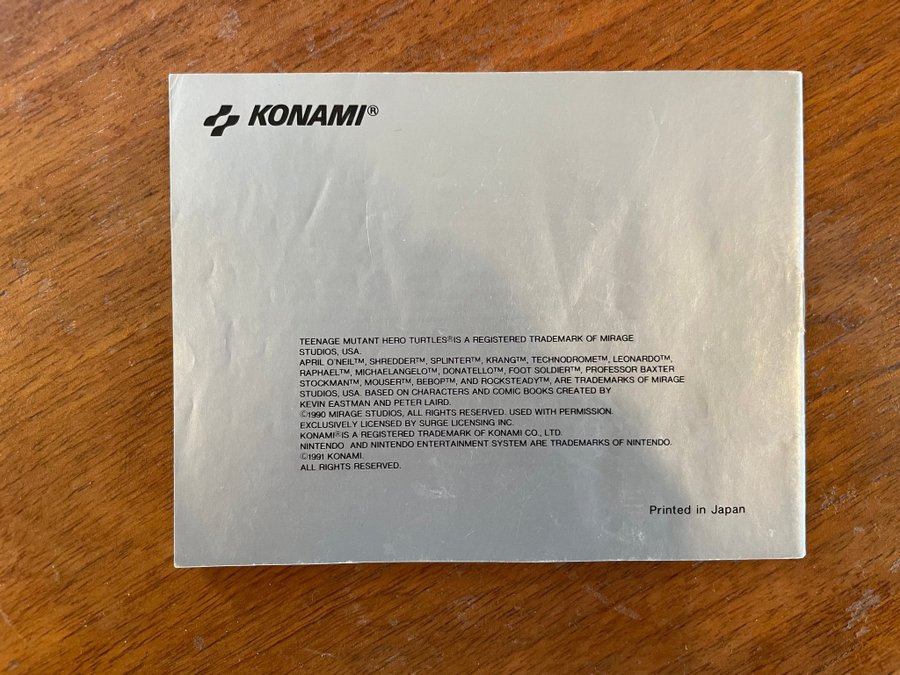 KONAMI®
TEENAGE MUTANT HERO TURTLES® IS A REGISTERED TRADEMARK OF MIRAGE
STUDIOS, USA.
APRIL O'NEIL™, SHREDDER™, SPLINTER™, KRANG™, TECHNODROME™, LEONARDO™,
RAPHAEL™, MICHAELANGELO™, DONATELLO™, FOOT SOLDIER™, PROFESSOR BAXTER
STOCKMAN™, MOUSER™, BEBOP™, AND ROCKSTEADY™, ARE TRADEMARKS OF MIRAGE
STUDIOS, USA. BASED ON CHARACTERS AND COMIC BOOKS CREATED BY
KEVIN EASTMAN AND PETER LAIRD.
©1990 MIRAGE STUDIOS, ALL RIGHTS RESERVED. USED WITH PERMISSION.
EXCLUSIVELY LICENSED BY SURGE LICENSING INC.
KONAMI® IS A REGISTERED TRADEMARK OF KONAMI CO., LTD.
NINTENDO AND NINTENDO ENTERTAINMENT SYSTEM ARE TRADEMARKS OF NINTENDO.
©1991 KONAMI.
ALL RIGHTS RESERVED.
Printed in Japan